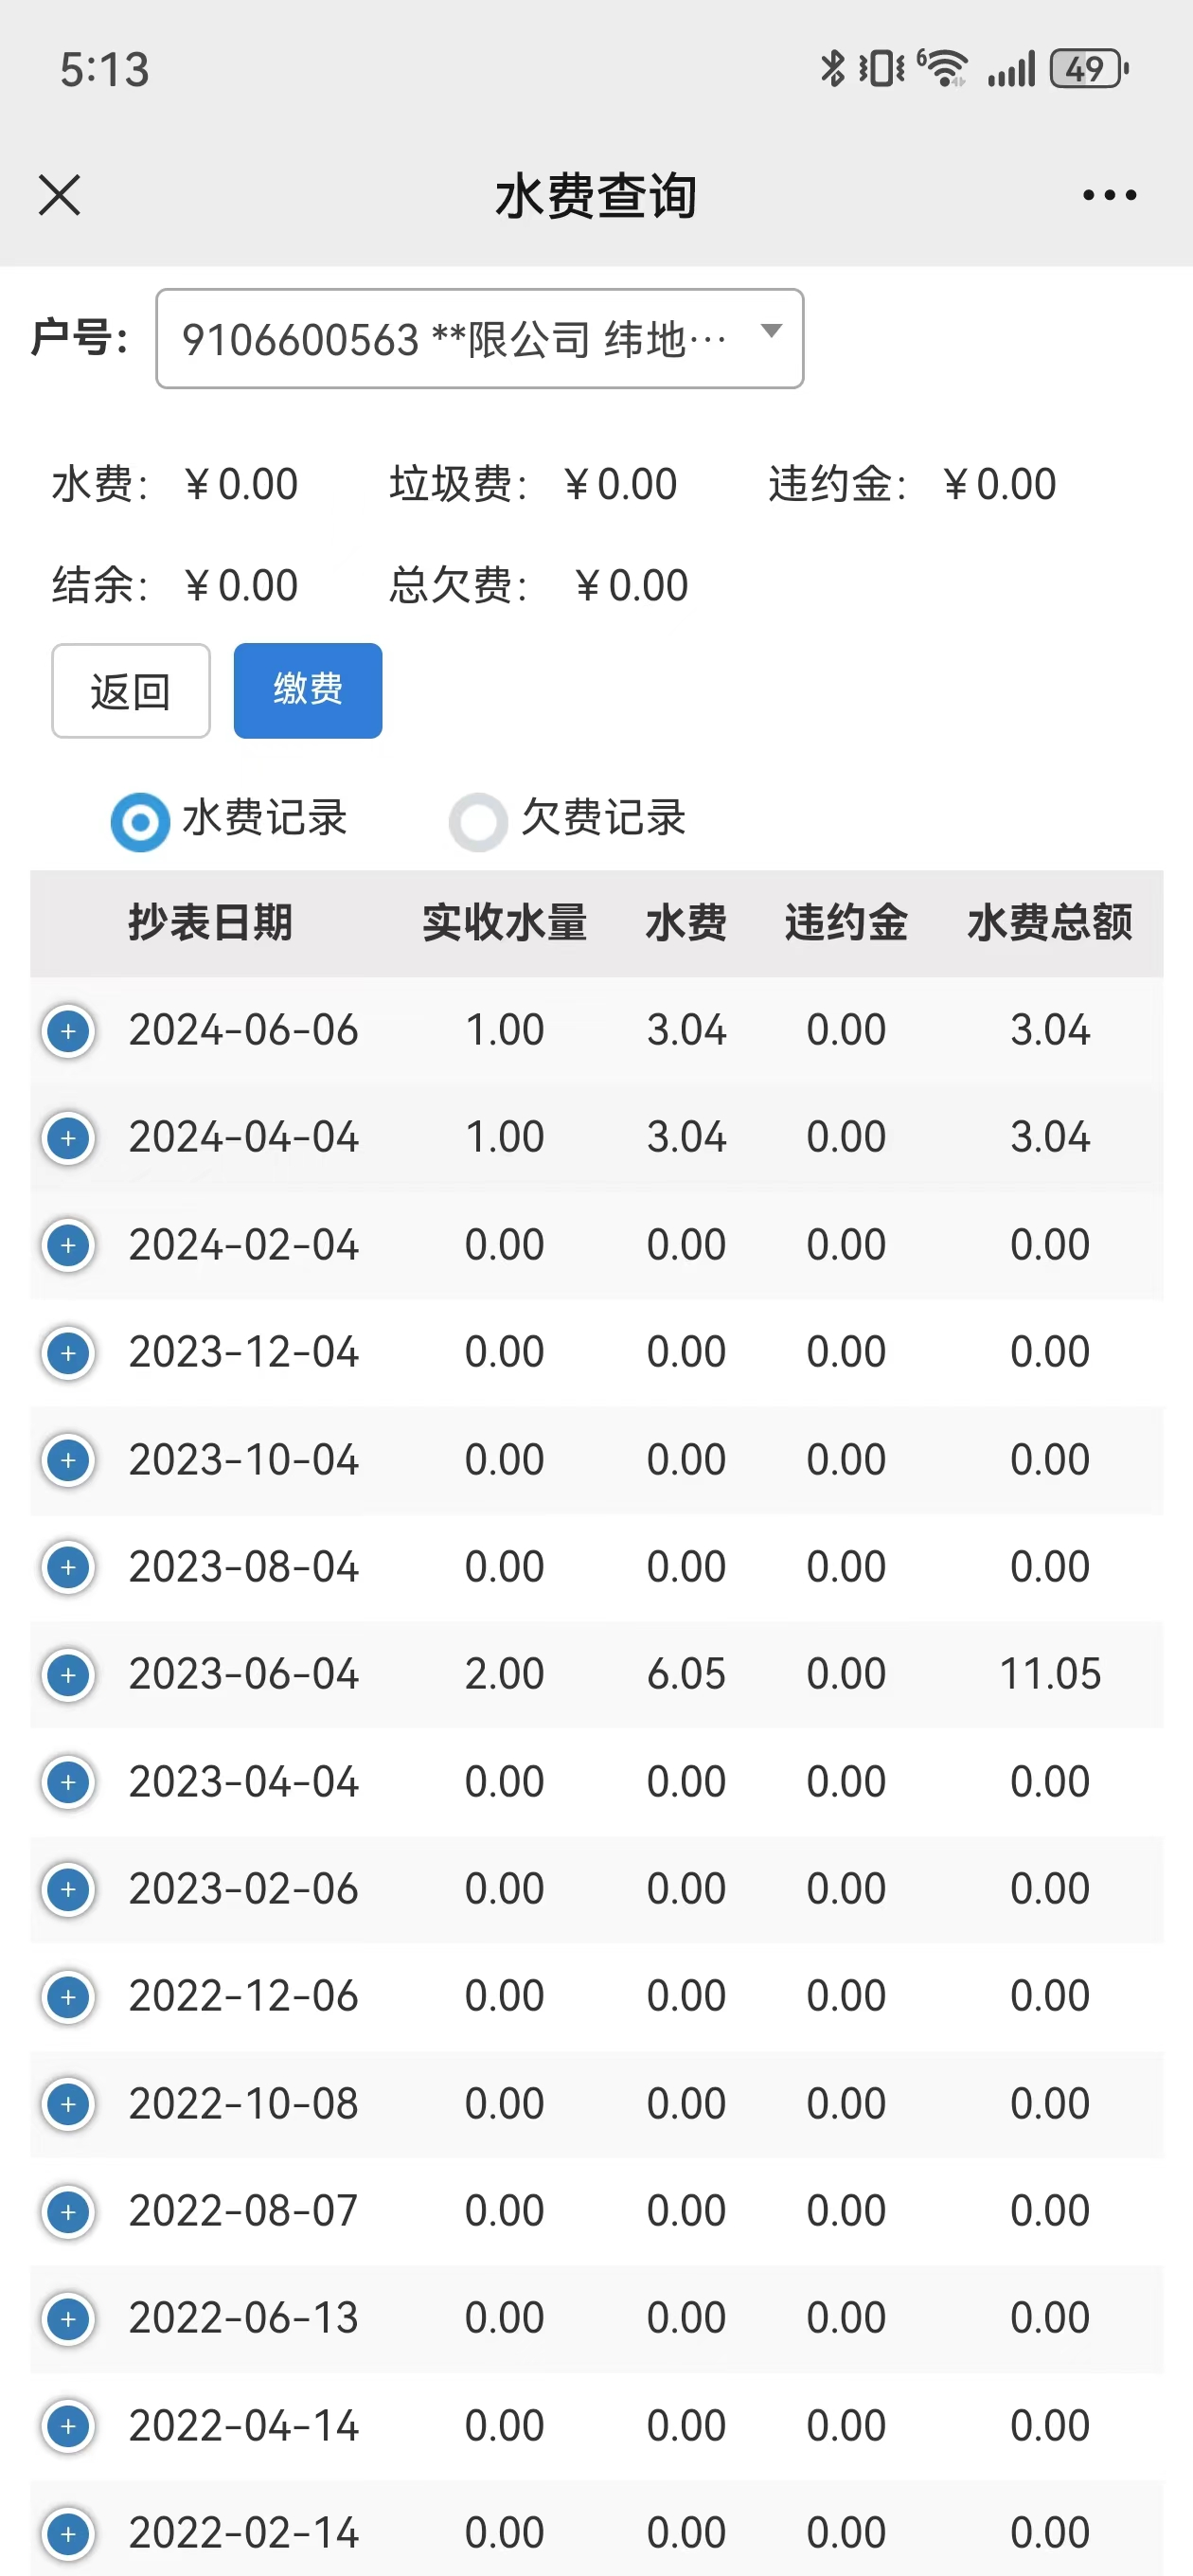 5:13 6 49
水费查询
户号: 9106600563 **限公司 纬地…
水费: ￥0.00 垃圾费: ￥0.00 违约金: ￥0.00
结余: ￥0.00 总欠费: ￥0.00
返回 缴费
水费记录 欠费记录
抄表日期 实收水量 水费 违约金 水费总额
2024-06-06 1.00 3.04 0.00 3.04
2024-04-04 1.00 3.04 0.00 3.04
2024-02-04 0.00 0.00 0.00 0.00
2023-12-04 0.00 0.00 0.00 0.00
2023-10-04 0.00 0.00 0.00 0.00
2023-08-04 0.00 0.00 0.00 0.00
2023-06-04 2.00 6.05 0.00 11.05
2023-04-04 0.00 0.00 0.00 0.00
2023-02-06 0.00 0.00 0.00 0.00
2022-12-06 0.00 0.00 0.00 0.00
2022-10-08 0.00 0.00 0.00 0.00
2022-08-07 0.00 0.00 0.00 0.00
2022-06-13 0.00 0.00 0.00 0.00
2022-04-14 0.00 0.00 0.00 0.00
2022-02-14 0.00 0.00 0.00 0.00